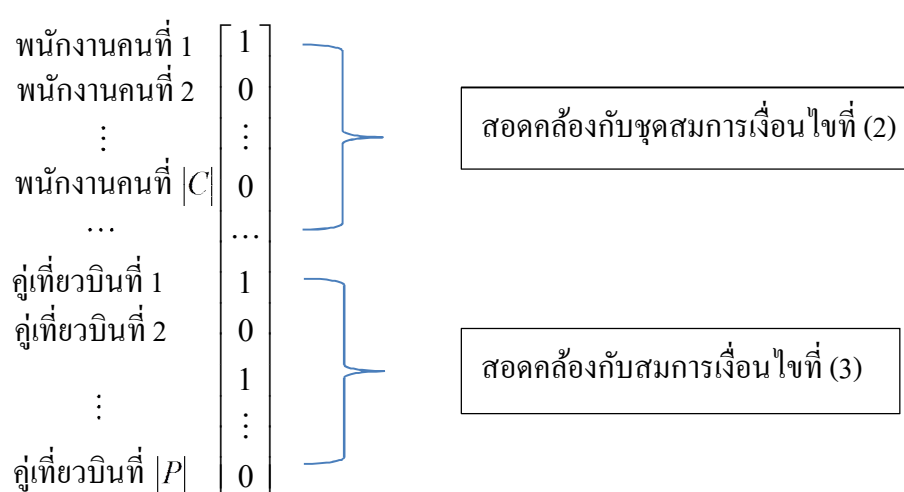 พนักงานคนที่ 1 1
พนักงานคนที่ 2 0
⋮ ⋮
สอดคล้องกับชุดสมการเงื่อนไขที่ (2)
พนักงานคนที่ |C| 0
... ...
คู่เที่ยวบินที่ 1 1
คู่เที่ยวบินที่ 2 0
สอดคล้องกับสมการเงื่อนไขที่ (3)
1
⋮ ⋮
คู่เที่ยวบินที่ |P| 0